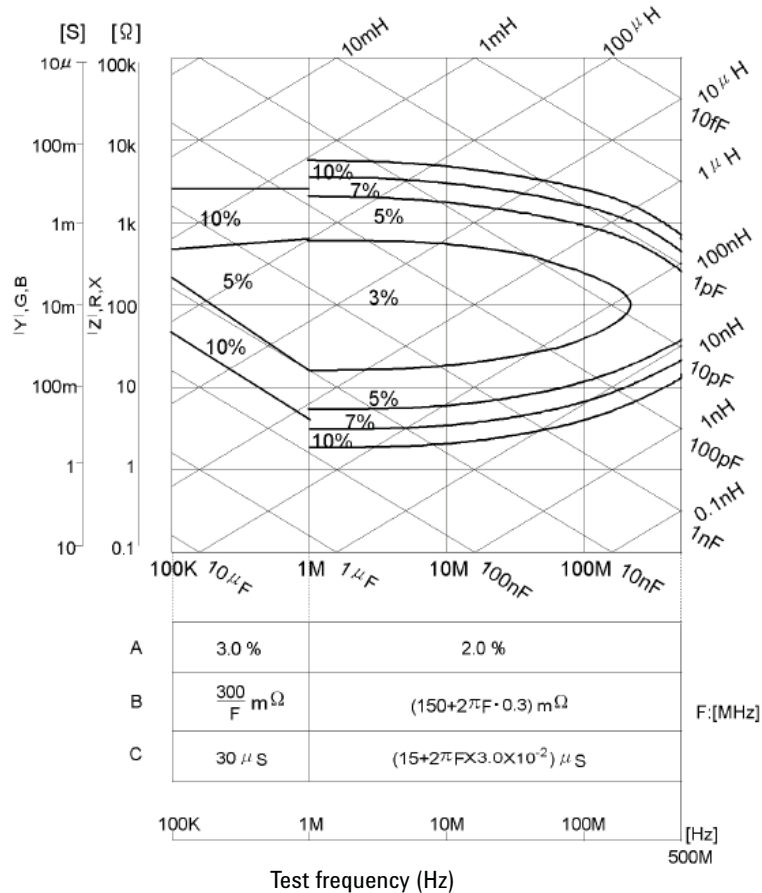 [S] [Ω]
10mH 1mH 100μH
10μ 100k
10μH
10fF
100m 10k
1μH
10%
7%
10% 5%
1m 1k
100nH
1pF
|Y|,G,B |Z|,R,X
5% 3%
10m 100
10nH
10%
10pF
100m 10
5%
1nH
7%
10%
100pF
1 1
0.1nH
1nF
10 0.1
100K 10μF 1M 1μF 10M 100nF 100M 10nF
A 3.0 % 2.0 %
B 300/F mΩ (150+2πF·0.3) mΩ F:[MHz]
C 30 μS (15+2πFX3.0X10⁻²) μS
100K 1M 10M 100M [Hz]
500M
Test frequency (Hz)